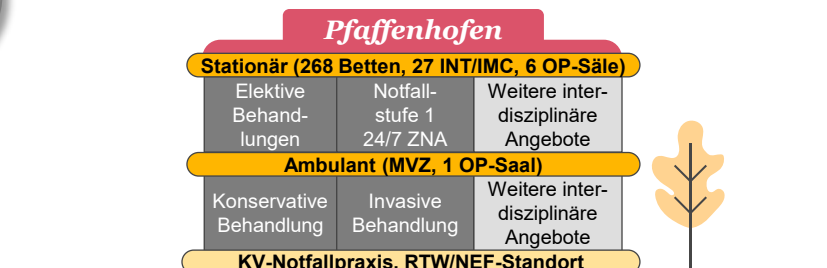 Pfaffenhofen
Stationär (268 Betten, 27 INT/IMC, 6 OP-Säle)
Elektive
Behand-
lungen
Notfall-
stufe 1
24/7 ZNA
Weitere inter-
disziplinäre
Angebote
Ambulant (MVZ, 1 OP-Saal)
Konservative
Behandlung
Invasive
Behandlung
Weitere inter-
disziplinäre
Angebote
KV-Notfallpraxis, RTW/NEF-Standort